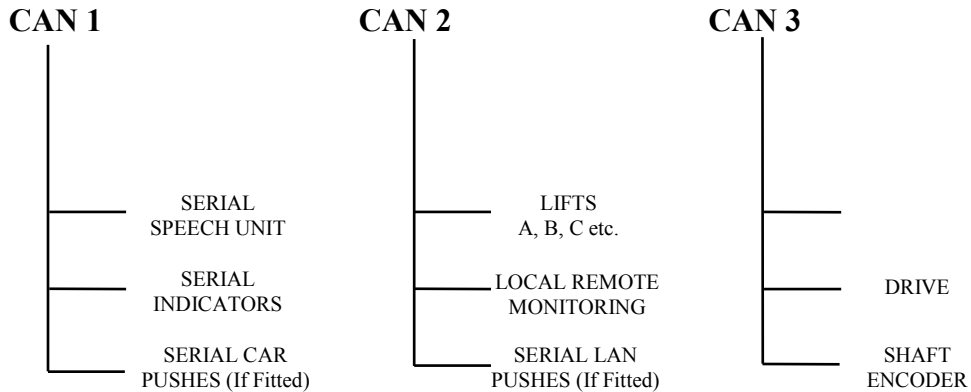 CAN 1
SERIAL
SPEECH UNIT
SERIAL
INDICATORS
SERIAL CAR
PUSHES (If Fitted)
CAN 2
LIFTS
A, B, C etc.
LOCAL REMOTE
MONITORING
SERIAL LAN
PUSHES (If Fitted)
CAN 3
DRIVE
SHAFT
ENCODER